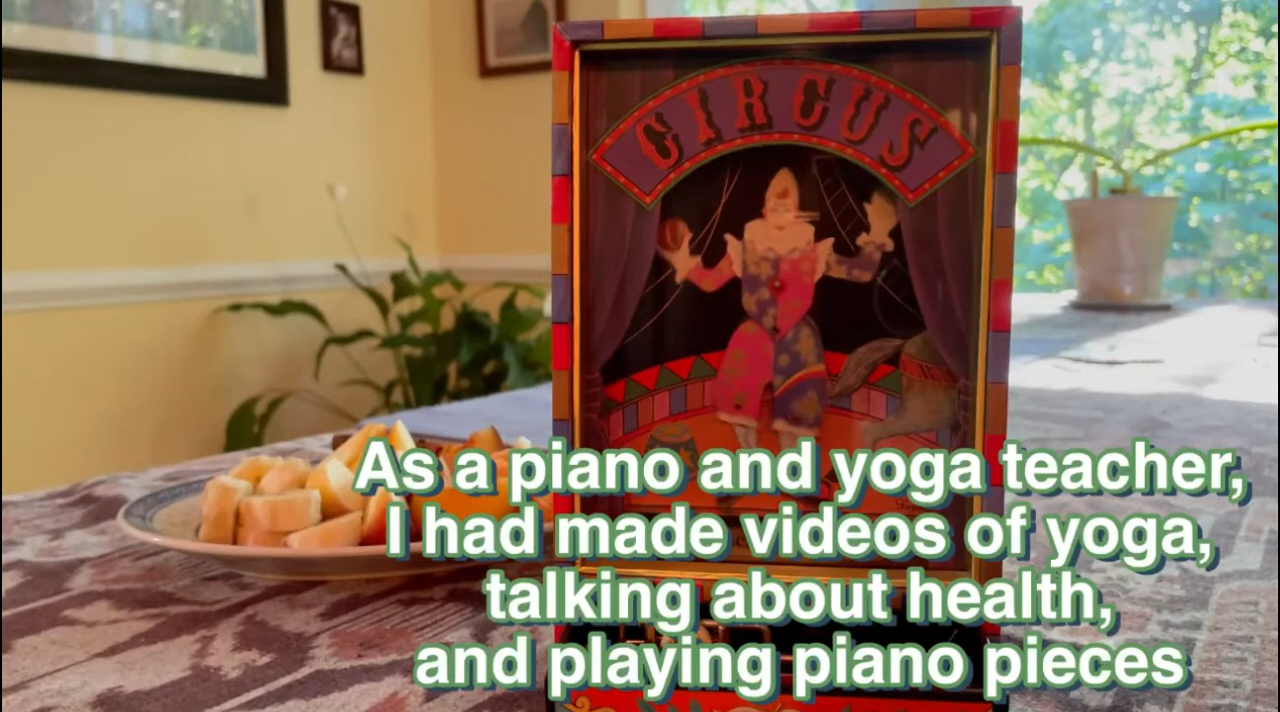 CIRCUS
As a piano and yoga teacher,
I had made videos of yoga,
talking about health,
and playing piano pieces